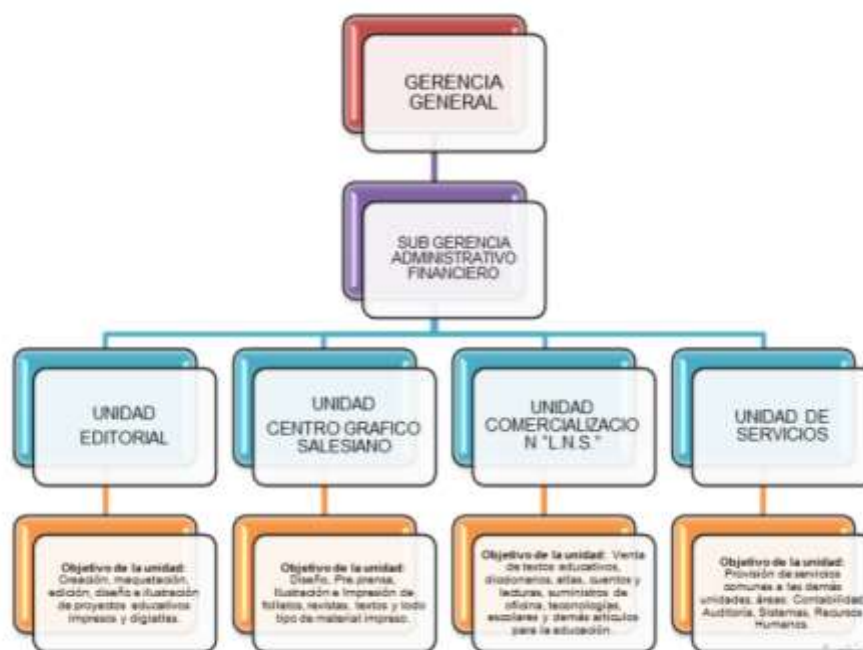 GERENCIA
GENERAL
SUB GERENCIA
ADMINISTRATIVO
FINANCIERO
UNIDAD
EDITORIAL
UNIDAD
CENTRO GRAFICO
SALESIANO
UNIDAD
COMERCIALIZACIO
N "L.N.S."
UNIDAD DE
SERVICIOS
Objetivo de la unidad:
Creación, maquetación,
edición, diseño e ilustración
de proyectos educativos
impresos y
Objetivo de la unidad:
Diseño, Pre prensa,
Ilustración e Impresión de
folletos, revistas, textos y todo
tipo de material impreso.
Objetivo de la unidad: Venta
de textos educativos,
diccionarios, atlas, cuentos y
lecturas, suministros de
oficina,
escolares y demás artículos
para la educación.
Objetivo de la unidad:
Provisión de servicios
comunes a las demás
unidades, áreas: Contabilidad,
Auditoría, Sistemas, Recursos
Humanos.